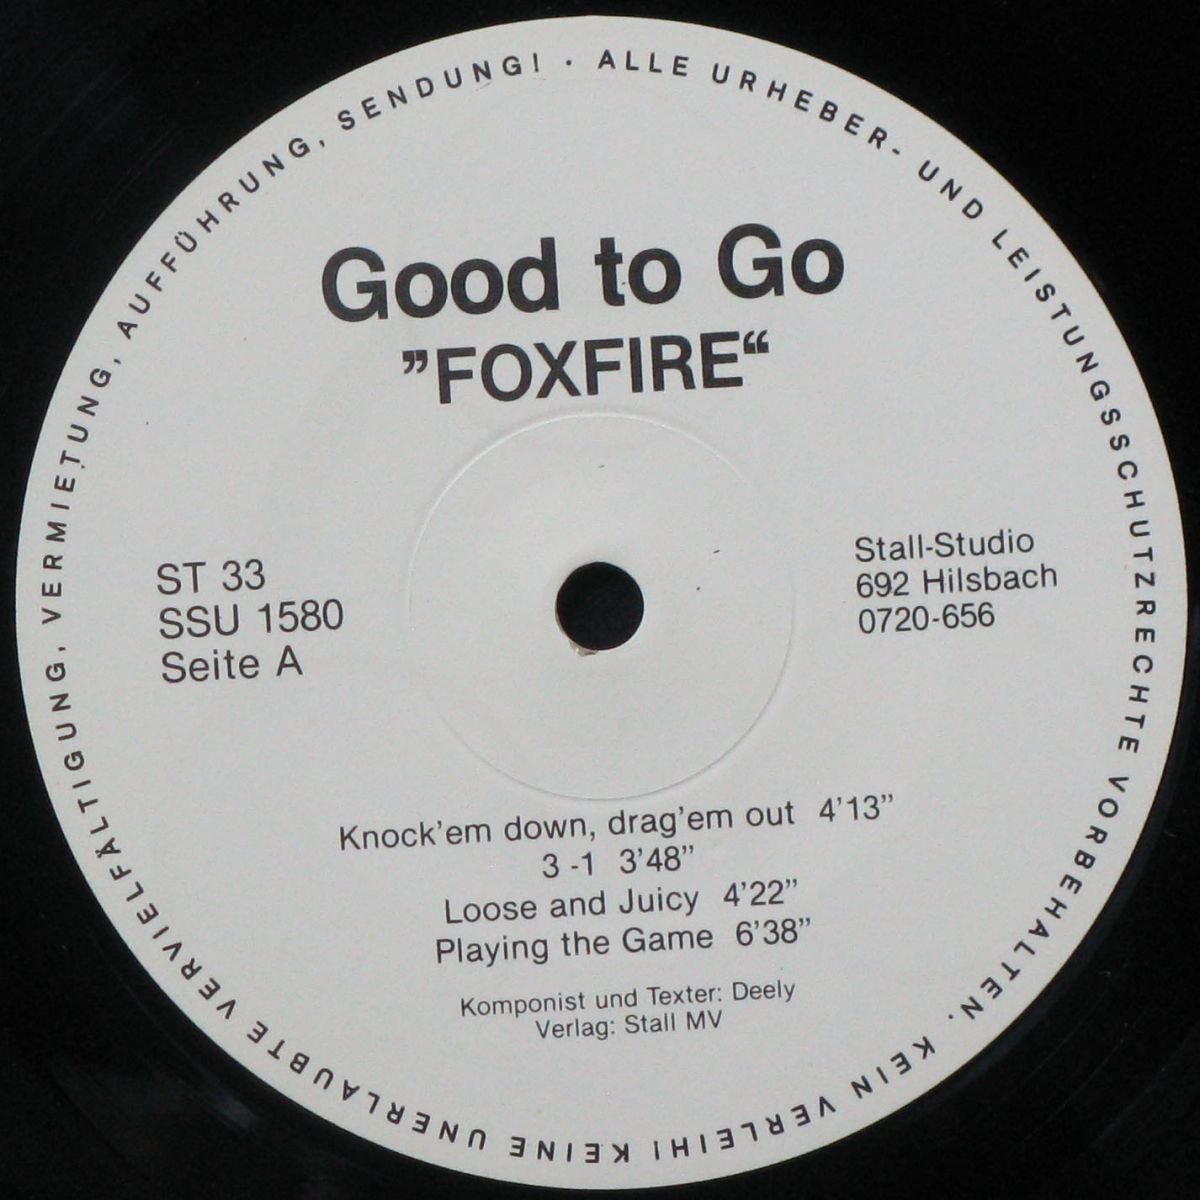 ALLE URHEBER- UND LEISTUNGSSCHUTZRECHTE VORBEHALTEN. KEIN VERLEIH! KEINE UNERLAUBTE VERVIELFÄLTIGUNG, VERMIETUNG, AUFFÜHRUNG, SENDUNG! ·
Good to Go
”FOXFIRE“
ST 33
SSU 1580
Seite A
Stall-Studio
692 Hilsbach
0720-656
Knock’em down, drag’em out 4’13”
3 -1 3’48”
Loose and Juicy 4’22”
Playing the Game 6’38”
Komponist und Texter: Deely
Verlag: Stall MV